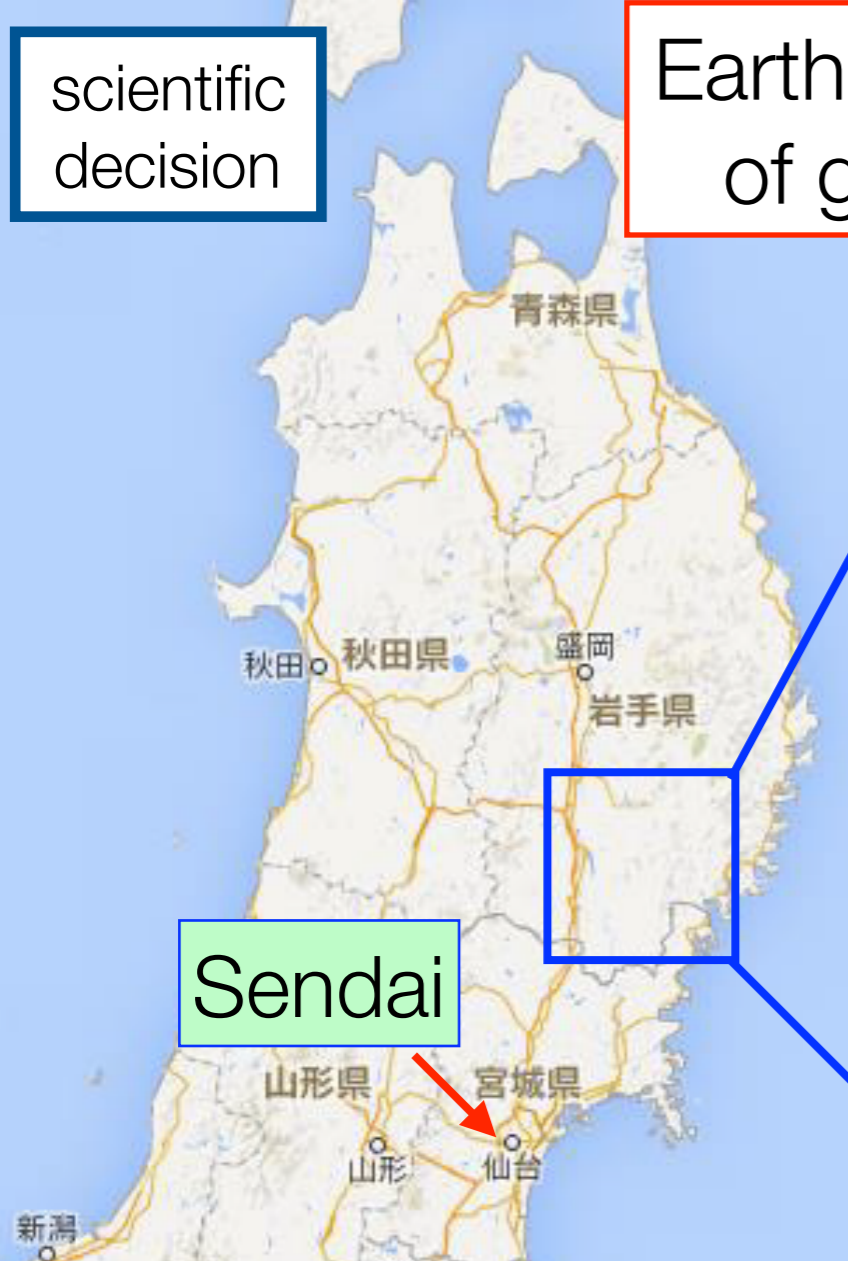 scientific
decision
Earth
of g
青森県
秋田
秋田県
盛岡
岩手県
Sendai
山形県
宮城県
山形
仙台
新潟